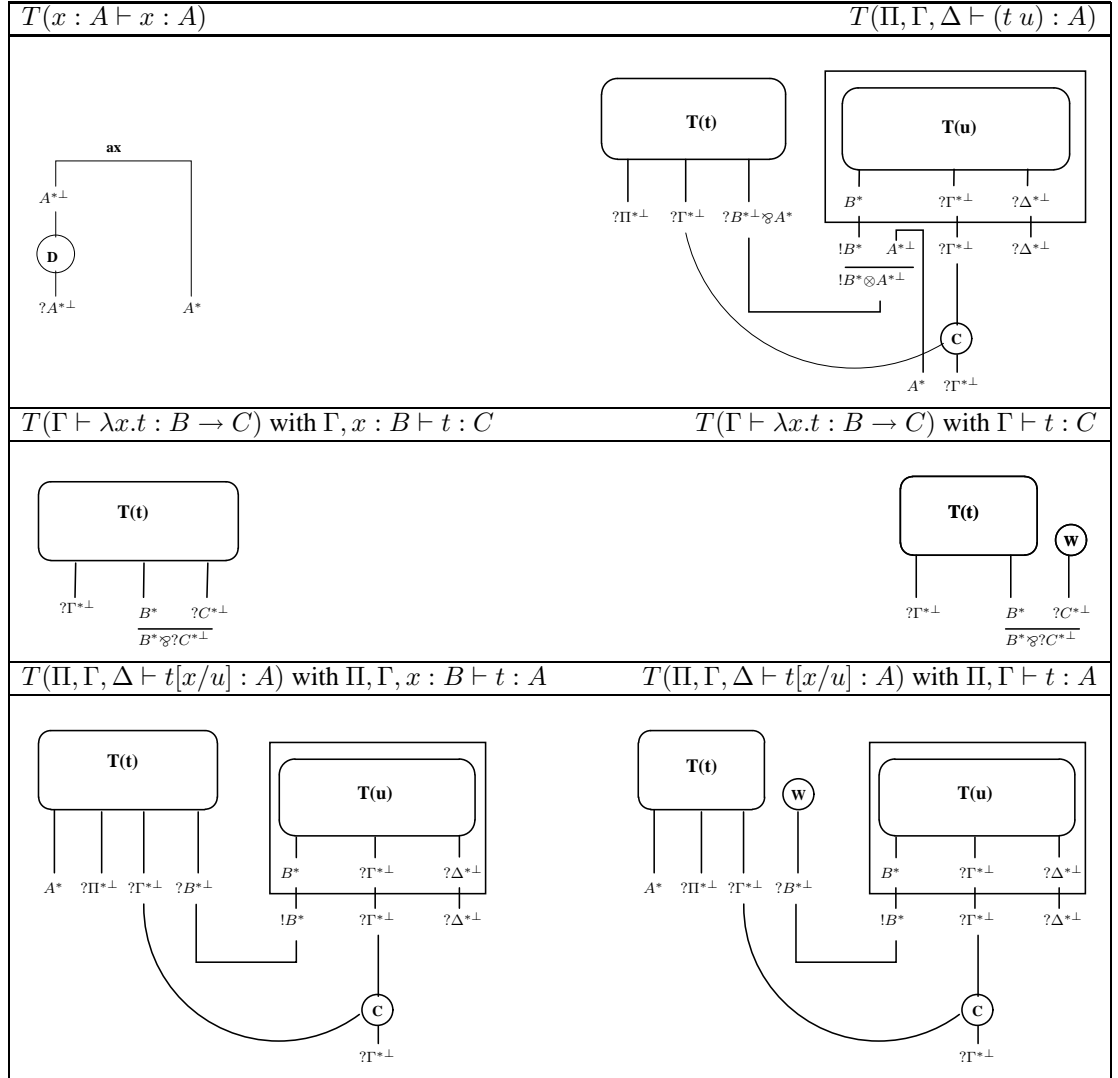 T(x : A ⊢ x : A) T(Π, Γ, Δ ⊢ (t u) : A)
ax
A*⊥
D
?A*⊥ A*
T(t) T(u)
B* ?Γ*⊥ ?Δ*⊥
?Π*⊥ ?Γ*⊥ ?B*⊥⅋A*
!B* A*⊥ ?Γ*⊥ ?Δ*⊥
!B*⊗A*⊥
C
A* ?Γ*⊥
T(Γ ⊢ λx.t : B → C) with Γ, x : B ⊢ t : C T(Γ ⊢ λx.t : B → C) with Γ ⊢ t : C
T(t)
?Γ*⊥ B* ?C*⊥
B*⅋?C*⊥
T(t) W
?Γ*⊥ B* ?C*⊥
B*⅋?C*⊥
T(Π, Γ, Δ ⊢ t[x/u] : A) with Π, Γ, x : B ⊢ t : A T(Π, Γ, Δ ⊢ t[x/u] : A) with Π, Γ ⊢ t : A
T(t) T(u)
A* ?Π*⊥ ?Γ*⊥ ?B*⊥ B* ?Γ*⊥ ?Δ*⊥
!B* ?Γ*⊥ ?Δ*⊥
C
?Γ*⊥
T(t) W T(u)
A* ?Π*⊥ ?Γ*⊥ ?B*⊥ B* ?Γ*⊥ ?Δ*⊥
!B* ?Γ*⊥ ?Δ*⊥
C
?Γ*⊥